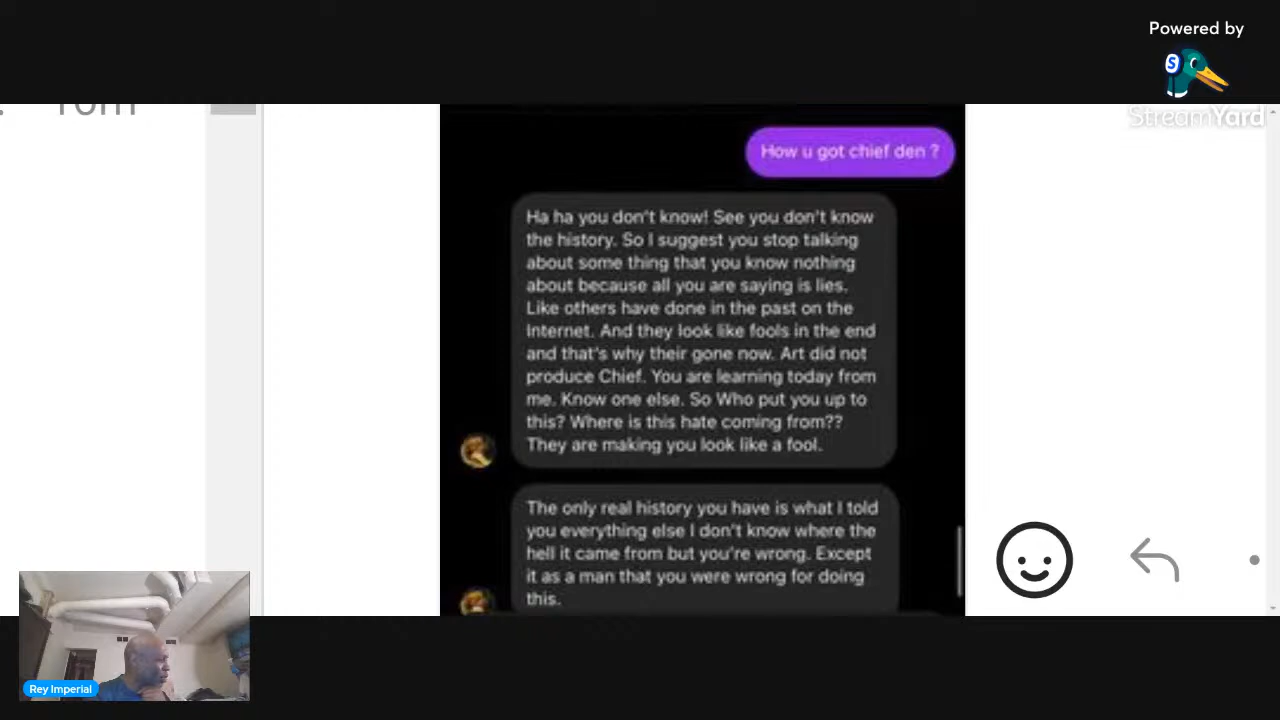 Powered by
StreamYard
How u got chief den ?
Ha ha you don't know! See you don't know
the history. So I suggest you stop talking
about some thing that you know nothing
about because all you are saying is lies.
Like others have done in the past on the
Internet. And they look like fools in the end
and that's why their gone now. Art did not
produce Chief. You are learning today from
me. Know one else. So Who put you up to
this? Where is this hate coming from??
They are making you look like a fool.
The only real history you have is what I told
you everything else I don't know where the
hell it came from but you're wrong. Except
it as a man that you were wrong for doing
this.
Rey Imperial